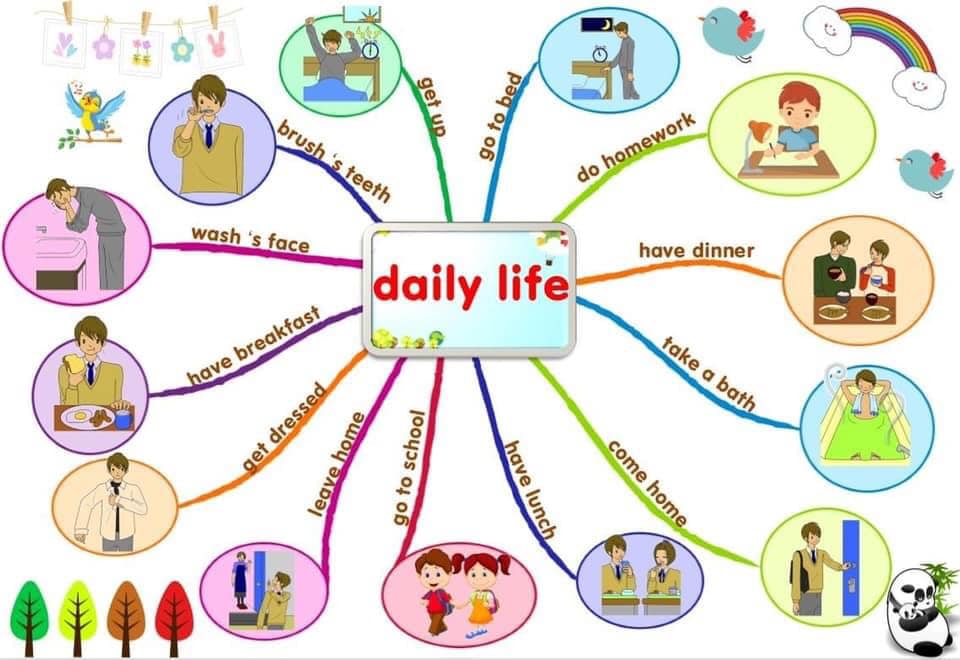 daily life
get up
brush 's teeth
wash 's face
have breakfast
get dressed
leave home
go to school
have lunch
come home
take a bath
have dinner
do homework
go to bed